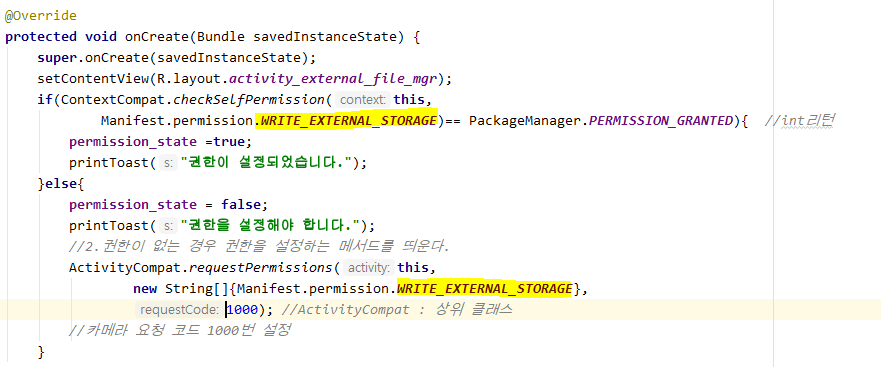 @Override
protected void onCreate(Bundle savedInstanceState) {
super.onCreate(savedInstanceState);
setContentView(R.layout.activity_external_file_mgr);
if(ContextCompat.checkSelfPermission( context: this,
Manifest.permission.WRITE_EXTERNAL_STORAGE)== PackageManager.PERMISSION_GRANTED){ //int리턴
permission_state =true;
printToast( s: "권한이 설정되었습니다.");
}else{
permission_state = false;
printToast( s: "권한을 설정해야 합니다.");
//2.권한이 없는 경우 권한을 설정하는 메서드를 띄운다.
ActivityCompat.requestPermissions( activity: this,
new String[]{Manifest.permission.WRITE_EXTERNAL_STORAGE},
requestCode: 1000); //ActivityCompat : 상위 클래스
//카메라 요청 코드 1000번 설정
}